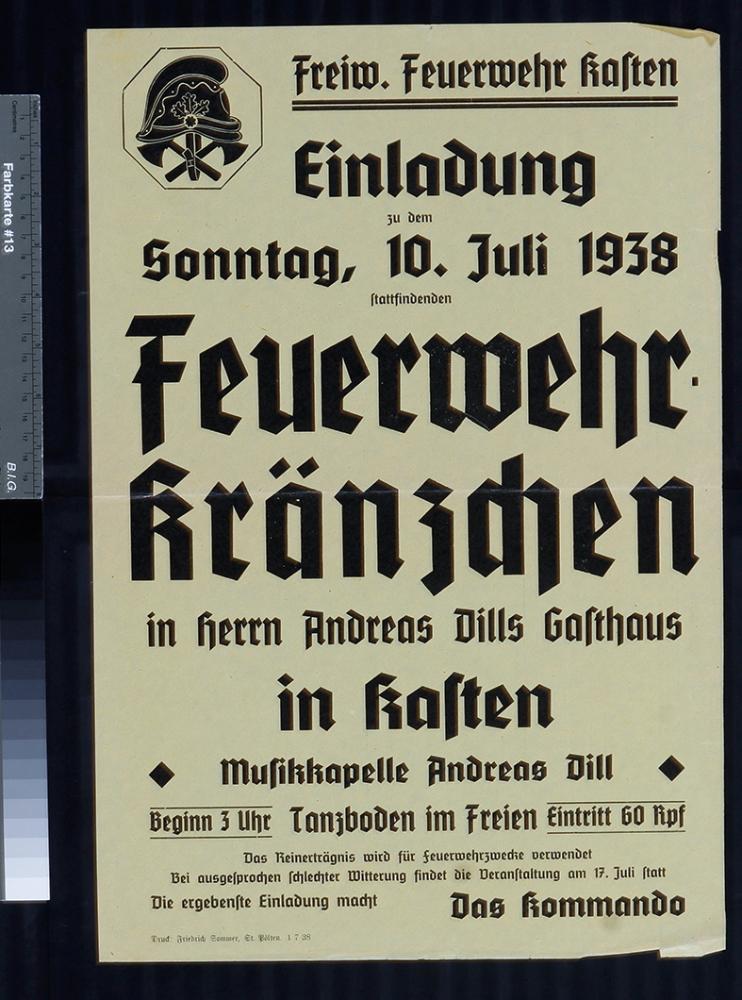 Freiw. Feuerwehr Kaſten
Einladung
zu dem
Sonntag, 10. Juli 1938
ſtattfindenden
Feuerwehr-
Kränzchen
in Herrn Andreas Dills Gaſthaus
in Kaſten
◆ Muſikkapelle Andreas Dill ◆
Beginn 3 Uhr Tanzboden im Freien Eintritt 60 Rpf
Das Reinerträgnis wird für Feuerwehrzwecke verwendet
Bei ausgeſprochen ſchlechter Witterung findet die Veranſtaltung am 17. Juli ſtatt
Die ergebenſte Einladung macht Das Kommando
Druck: Friedrich Sommer, St. Pölten. 1 7 38
Farbkarte #13
B.I.G.
Centimetres